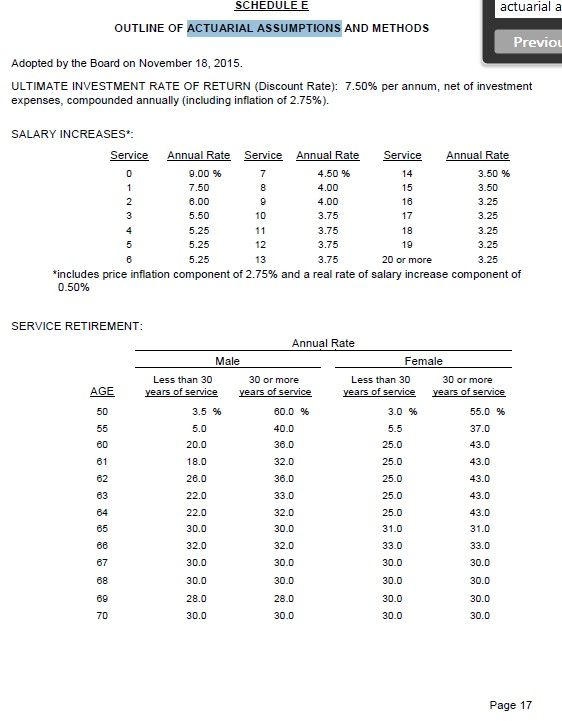 SCHEDULE E
actuarial a
OUTLINE OF ACTUARIAL ASSUMPTIONS AND METHODS
Previou
Adopted by the Board on November 18, 2015.
ULTIMATE INVESTMENT RATE OF RETURN (Discount Rate): 7.50% per annum, net of investment
expenses, compounded annually (including inflation of 2.75%).
SALARY INCREASES*:
Service Annual Rate Service Annual Rate Service Annual Rate
0 9.00 % 7 4.50 % 14 3.50 %
1 7.50 8 4.00 15 3.50
2 6.00 9 4.00 16 3.25
3 5.50 10 3.75 17 3.25
4 5.25 11 3.75 18 3.25
5 5.25 12 3.75 19 3.25
6 5.25 13 3.75 20 or more 3.25
*includes price inflation component of 2.75% and a real rate of salary increase component of
0.50%
SERVICE RETIREMENT:
Annual Rate
Male Female
Less than 30 30 or more Less than 30 30 or more
AGE years of service years of service years of service years of service
50 3.5 % 60.0 % 3.0 % 55.0 %
55 5.0 40.0 5.5 37.0
60 20.0 36.0 25.0 43.0
61 18.0 32.0 25.0 43.0
62 26.0 36.0 25.0 43.0
63 22.0 33.0 25.0 43.0
64 22.0 32.0 25.0 43.0
65 30.0 30.0 31.0 31.0
66 32.0 32.0 33.0 33.0
67 30.0 30.0 30.0 30.0
68 30.0 30.0 30.0 30.0
69 28.0 28.0 30.0 30.0
70 30.0 30.0 30.0 30.0
Page 17